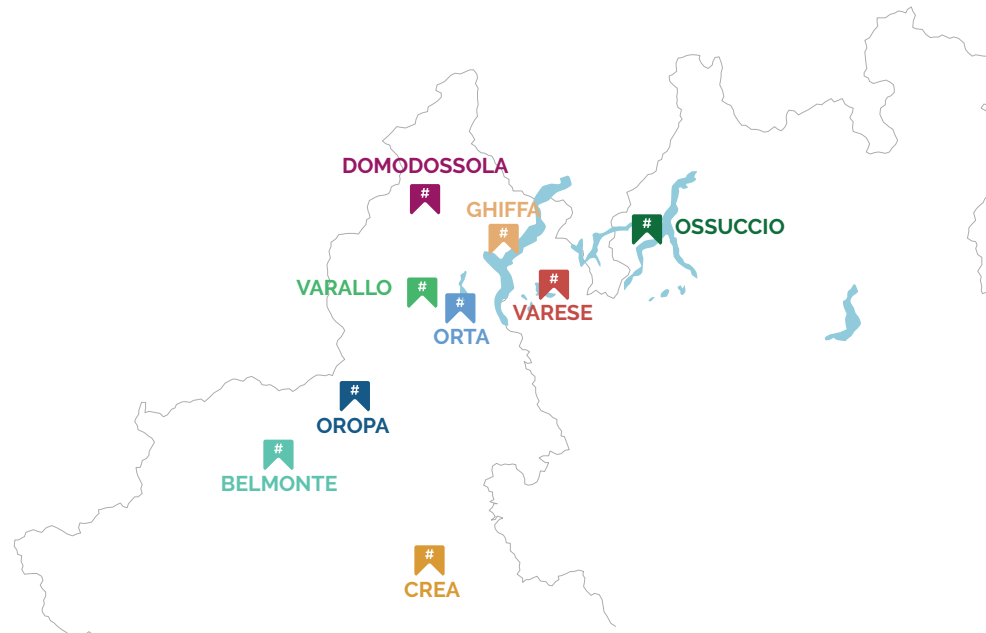 DOMODOSSOLA
#
GHIFFA
#
#
OSSUCCIO
VARALLO
#
#
VARESE
#
ORTA
#
OROPA
#
BELMONTE
#
CREA